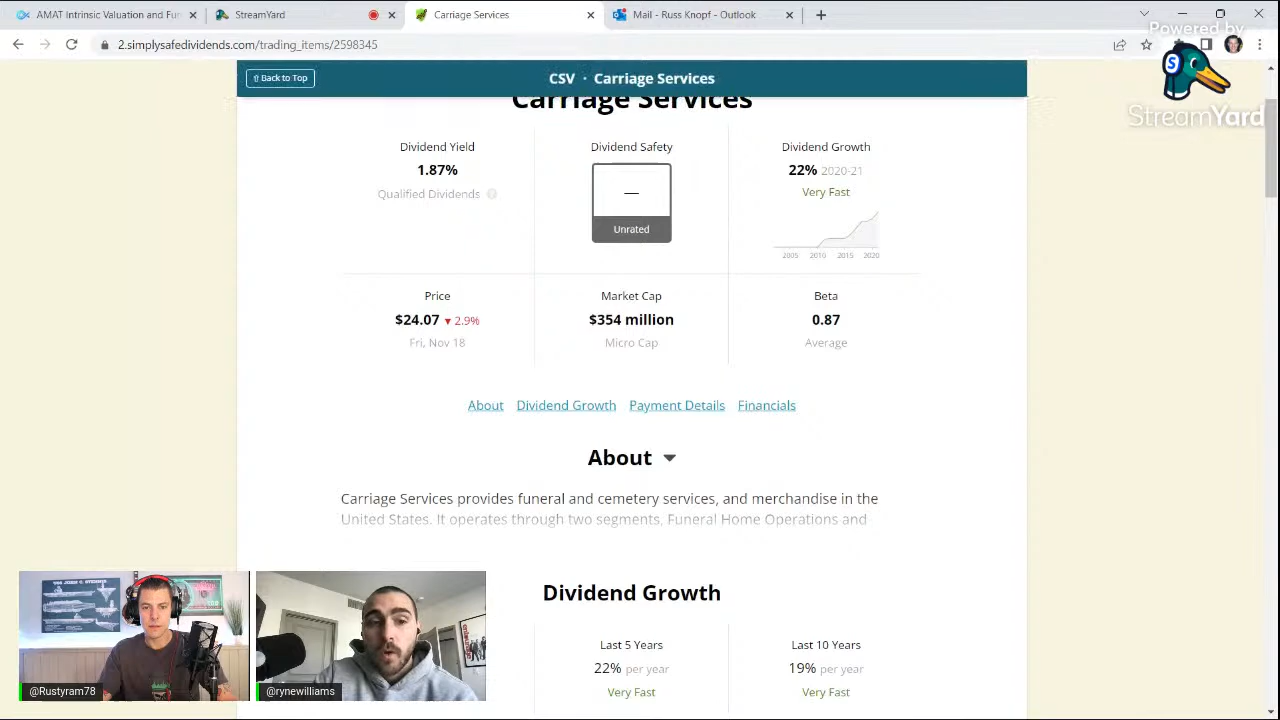 AMAT Intrinsic Valuation and Fun
StreamYard
Carriage Services
Mail - Russ Knopf - Outlook
Powered by
2.simplysafedividends.com/trading_items/2598345
StreamYard
⇧Back to Top
CSV · Carriage Services
Carriage Services
Dividend Yield
1.87%
Qualified Dividends ?
Dividend Safety
—
Unrated
Dividend Growth
22% 2020-21
Very Fast
2005 2010 2015 2020
Price
$24.07 ▼ 2.9%
Fri, Nov 18
Market Cap
$354 million
Micro Cap
Beta
0.87
Average
About Dividend Growth Payment Details Financials
About
Carriage Services provides funeral and cemetery services, and merchandise in the
United States. It operates through two segments, Funeral Home Operations and
Dividend Growth
Last 5 Years
22% per year
Very Fast
Last 10 Years
19% per year
Very Fast
@Rustyram78
@rynewilliams